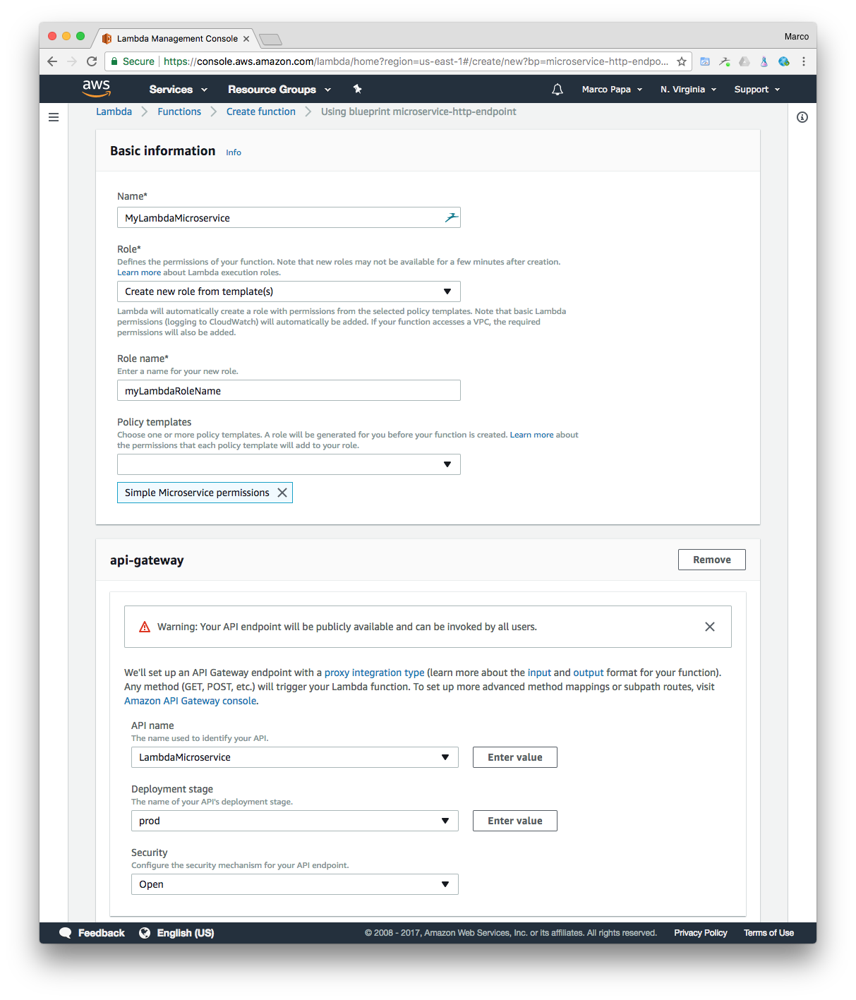 Lambda Management Console
Marco
Secure https://console.aws.amazon.com/lambda/home?region=us-east-1#/create/new?bp=microservice-http-endpo...
aws Services Resource Groups Marco Papa N. Virginia Support
Lambda Functions Create function Using blueprint microservice-http-endpoint
Basic information Info
Name*
MyLambdaMicroservice
Role*
Defines the permissions of your function. Note that new roles may not be available for a few minutes after creation.
Learn more about Lambda execution roles.
Create new role from template(s)
Lambda will automatically create a role with permissions from the selected policy templates. Note that basic Lambda
permissions (logging to CloudWatch) will automatically be added. If your function accesses a VPC, the required
permissions will also be added.
Role name*
Enter a name for your new role.
myLambdaRoleName
Policy templates
Choose one or more policy templates. A role will be generated for you before your function is created. Learn more about
the permissions that each policy template will add to your role.
Simple Microservice permissions
api-gateway
Remove
Warning: Your API endpoint will be publicly available and can be invoked by all users.
We'll set up an API Gateway endpoint with a proxy integration type (learn more about the input and output format for your function).
Any method (GET, POST, etc.) will trigger your Lambda function. To set up more advanced method mappings or subpath routes, visit
Amazon API Gateway console.
API name
The name used to identify your API.
LambdaMicroservice
Enter value
Deployment stage
The name of your API's deployment stage.
prod
Enter value
Security
Configure the security mechanism for your API endpoint.
Open
Feedback English (US) © 2008 - 2017, Amazon Web Services, Inc. or its affiliates. All rights reserved. Privacy Policy Terms of Use